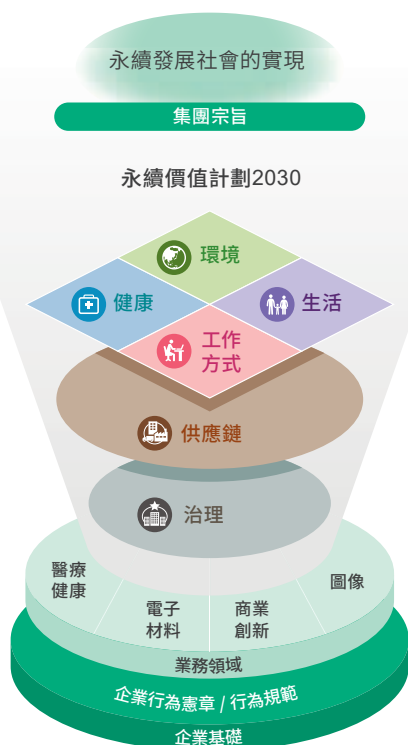 永續發展社會的實現
集團宗旨
永續價值計劃2030
環境
健康
生活
工作
方式
供應鏈
治理
醫療
健康
電子
材料
商業
創新
圖像
業務領域
企業行為憲章 / 行為規範
企業基礎